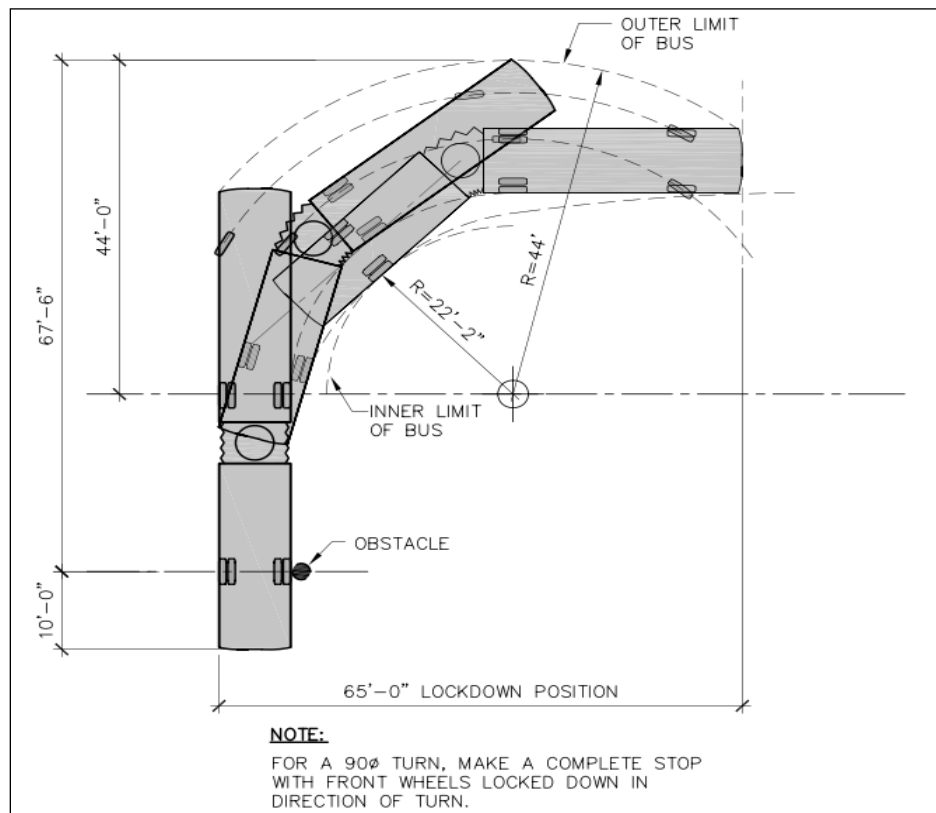 OUTER LIMIT
OF BUS
44'-0"
67'-6"
R=44'
R=22'-2"
INNER LIMIT
OF BUS
OBSTACLE
10'-0"
65'-0" LOCKDOWN POSITION
NOTE:
FOR A 90ø TURN, MAKE A COMPLETE STOP
WITH FRONT WHEELS LOCKED DOWN IN
DIRECTION OF TURN.